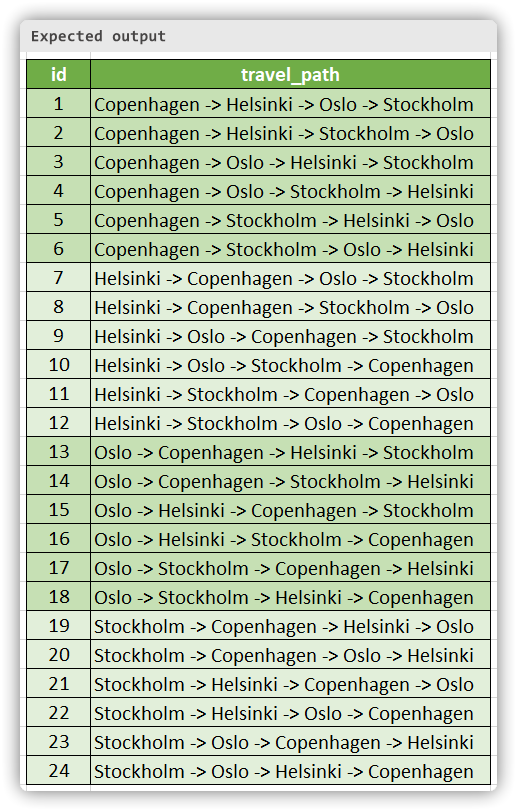 Expected output
id travel_path
1 Copenhagen -> Helsinki -> Oslo -> Stockholm
2 Copenhagen -> Helsinki -> Stockholm -> Oslo
3 Copenhagen -> Oslo -> Helsinki -> Stockholm
4 Copenhagen -> Oslo -> Stockholm -> Helsinki
5 Copenhagen -> Stockholm -> Helsinki -> Oslo
6 Copenhagen -> Stockholm -> Oslo -> Helsinki
7 Helsinki -> Copenhagen -> Oslo -> Stockholm
8 Helsinki -> Copenhagen -> Stockholm -> Oslo
9 Helsinki -> Oslo -> Copenhagen -> Stockholm
10 Helsinki -> Oslo -> Stockholm -> Copenhagen
11 Helsinki -> Stockholm -> Copenhagen -> Oslo
12 Helsinki -> Stockholm -> Oslo -> Copenhagen
13 Oslo -> Copenhagen -> Helsinki -> Stockholm
14 Oslo -> Copenhagen -> Stockholm -> Helsinki
15 Oslo -> Helsinki -> Copenhagen -> Stockholm
16 Oslo -> Helsinki -> Stockholm -> Copenhagen
17 Oslo -> Stockholm -> Copenhagen -> Helsinki
18 Oslo -> Stockholm -> Helsinki -> Copenhagen
19 Stockholm -> Copenhagen -> Helsinki -> Oslo
20 Stockholm -> Copenhagen -> Oslo -> Helsinki
21 Stockholm -> Helsinki -> Copenhagen -> Oslo
22 Stockholm -> Helsinki -> Oslo -> Copenhagen
23 Stockholm -> Oslo -> Copenhagen -> Helsinki
24 Stockholm -> Oslo -> Helsinki -> Copenhagen